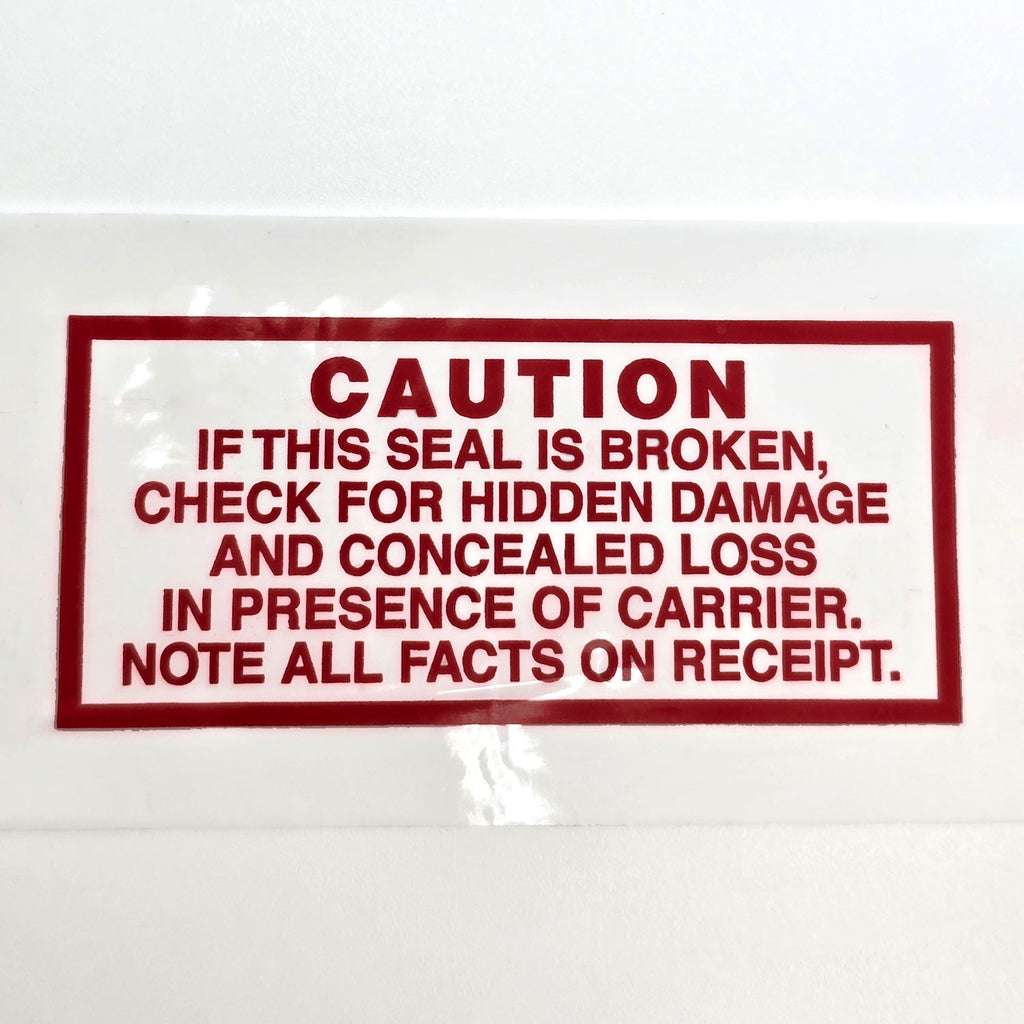 CAUTION
IF THIS SEAL IS BROKEN,
CHECK FOR HIDDEN DAMAGE
AND CONCEALED LOSS
IN PRESENCE OF CARRIER.
NOTE ALL FACTS ON RECEIPT.